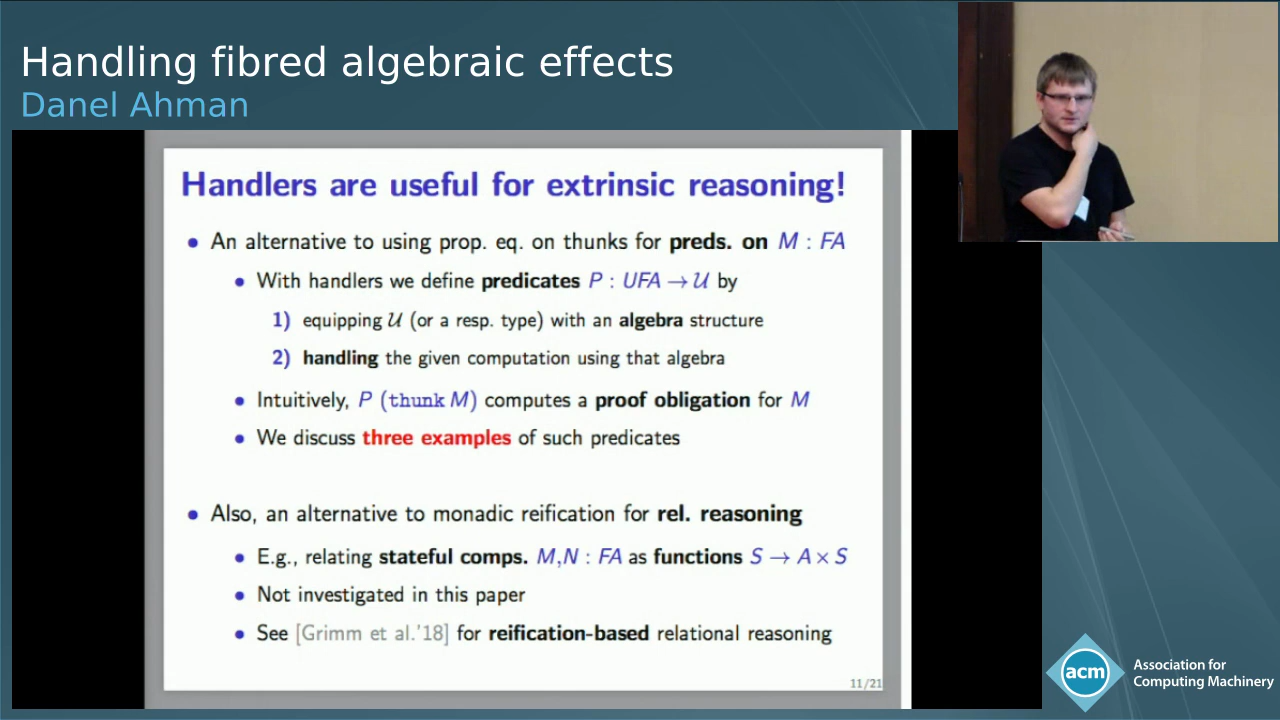 Handling fibred algebraic effects
Danel Ahman
Handlers are useful for extrinsic reasoning!
• An alternative to using prop. eq. on thunks for preds. on M : FA
• With handlers we define predicates P : UFA → 𝒰 by
1) equipping 𝒰 (or a resp. type) with an algebra structure
2) handling the given computation using that algebra
• Intuitively, P (thunk M) computes a proof obligation for M
• We discuss three examples of such predicates
• Also, an alternative to monadic reification for rel. reasoning
• E.g., relating stateful comps. M,N : FA as functions S → A × S
• Not investigated in this paper
• See [Grimm et al.'18] for reification-based relational reasoning
11/21
acm
Association for
Computing Machinery